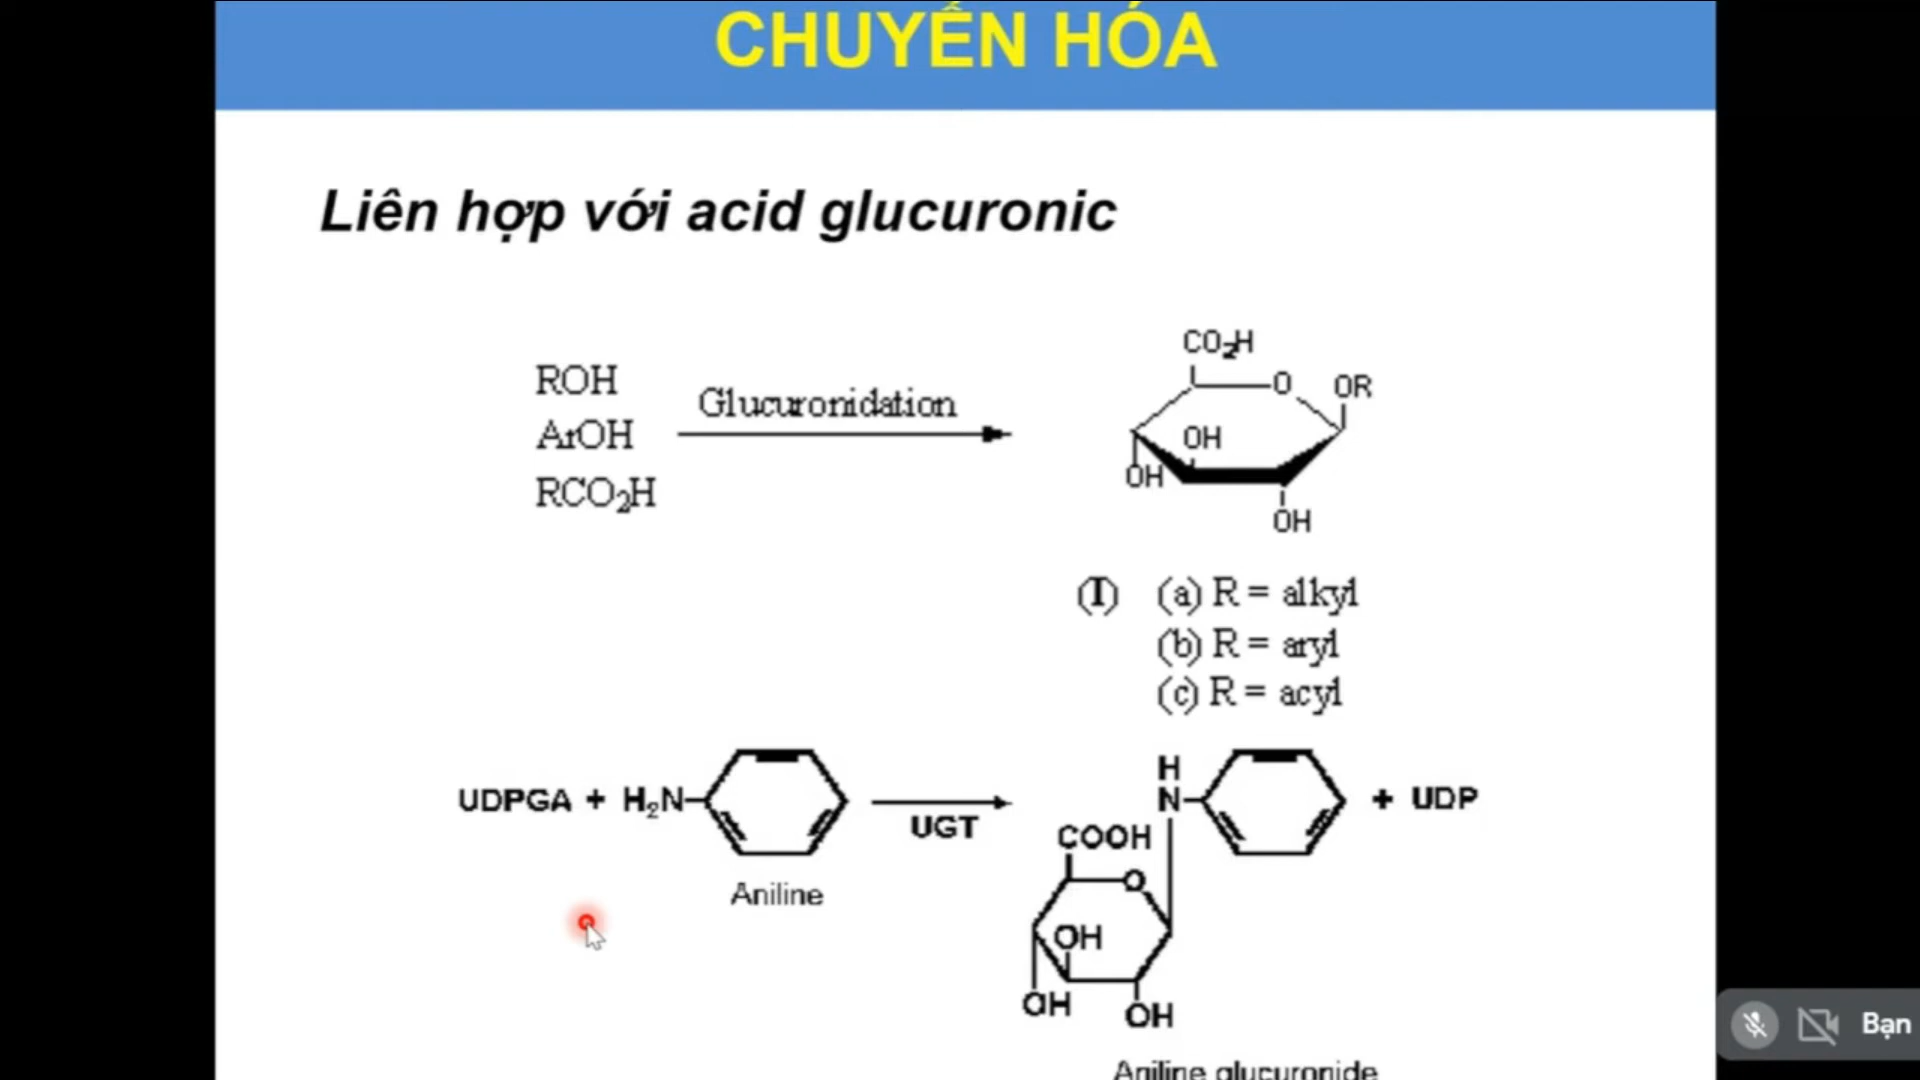 CHUYỂN HÓA
Liên hợp với acid glucuronic
ROH
ArOH
RCO₂H
Glucuronidation
CO₂H
O
OR
OH
OH
OH
(I) (a) R = alkyl
(b) R = aryl
(c) R = acyl
UDPGA + H₂N
UGT
H
N
+ UDP
Aniline
COOH
O
OH
OH
OH
Aniline glucuronide
Bạn